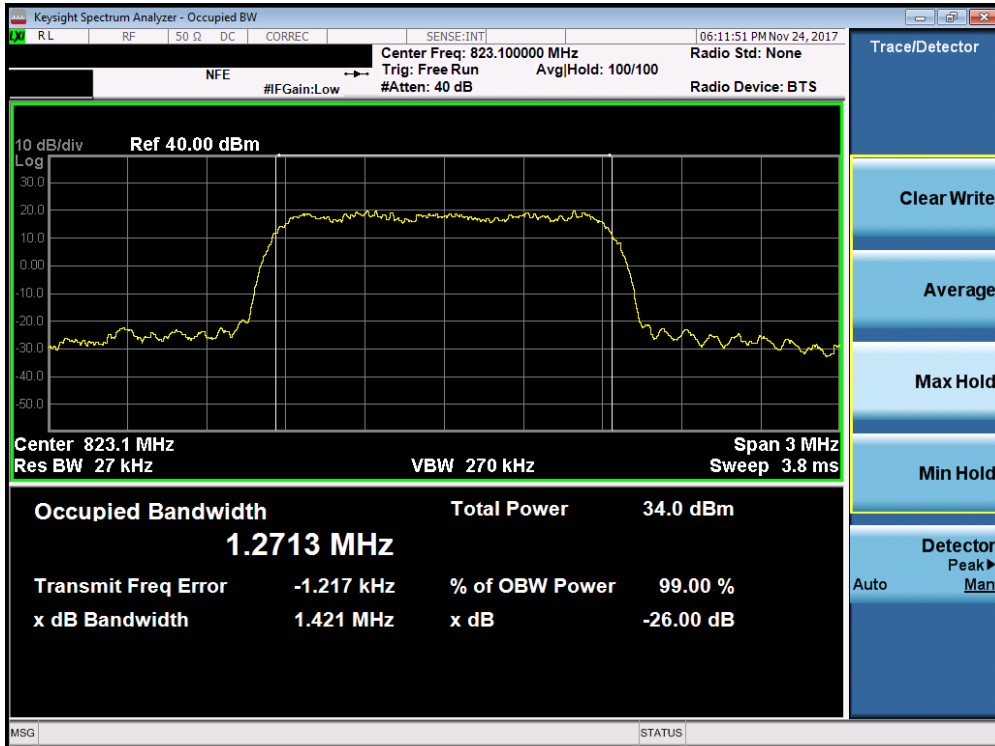 Keysight Spectrum Analyzer - Occupied BW
LXI RL RF 50 Ω DC CORREC SENSE:INT 06:11:51 PM Nov 24, 2017
Center Freq: 823.100000 MHz Radio Std: None
NFE Trig: Free Run Avg|Hold: 100/100
#IFGain:Low #Atten: 40 dB Radio Device: BTS
10 dB/div Ref 40.00 dBm
Log
30.0
20.0
10.0
0.00
-10.0
-20.0
-30.0
-40.0
-50.0
Center 823.1 MHz Span 3 MHz
Res BW 27 kHz VBW 270 kHz Sweep 3.8 ms
Occupied Bandwidth Total Power 34.0 dBm
1.2713 MHz
Transmit Freq Error -1.217 kHz % of OBW Power 99.00 %
x dB Bandwidth 1.421 MHz x dB -26.00 dB
Trace/Detector
Clear Write
Average
Max Hold
Min Hold
Detector
Peak▶
Auto Man
MSG STATUS